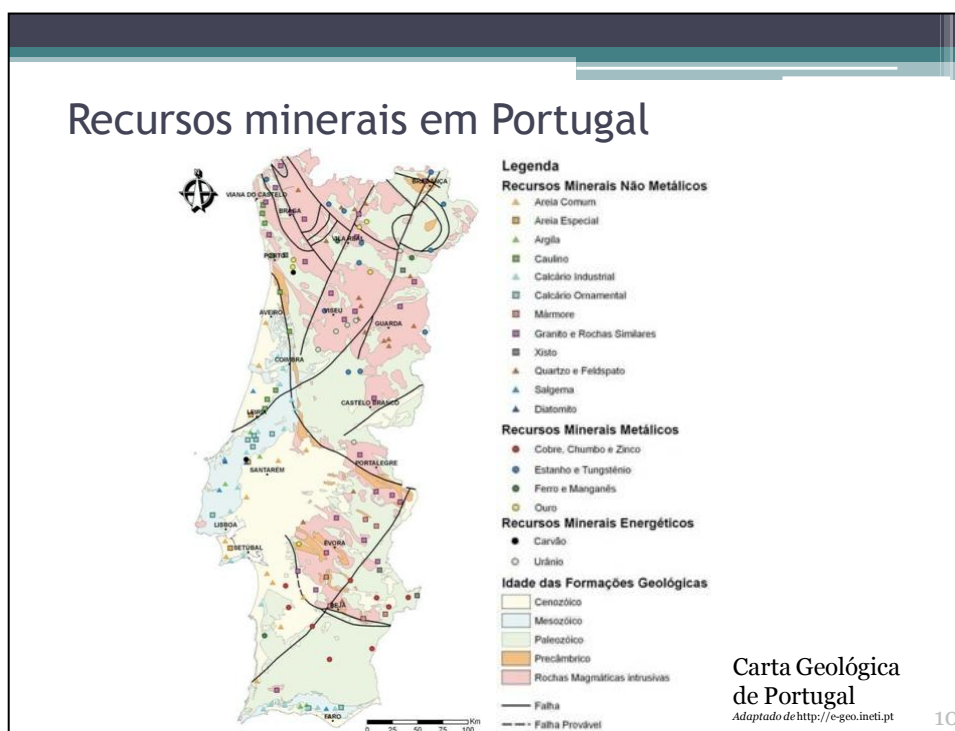 Recursos minerais em Portugal
VIANA DO CASTELO
BRAGANÇA
BRAGA
VILA REAL
PORTO
AVEIRO
VISEU
GUARDA
COIMBRA
CASTELO BRANCO
LEIRIA
PORTALEGRE
SANTARÉM
LISBOA
SETÚBAL
ÉVORA
BEJA
FARO
0 25 50 75 100 Km
Legenda
Recursos Minerais Não Metálicos
Areia Comum
Areia Especial
Argila
Caulino
Calcário Industrial
Calcário Ornamental
Mármore
Granito e Rochas Similares
Xisto
Quartzo e Feldspato
Salgema
Diatomito
Recursos Minerais Metálicos
Cobre, Chumbo e Zinco
Estanho e Tungsténio
Ferro e Manganês
Ouro
Recursos Minerais Energéticos
Carvão
Urânio
Idade das Formações Geológicas
Cenozóico
Mesozóico
Paleozóico
Precâmbrico
Rochas Magmáticas intrusivas
Falha
Falha Provável
Carta Geológica
de Portugal
Adaptado de http://e-geo.ineti.pt
10